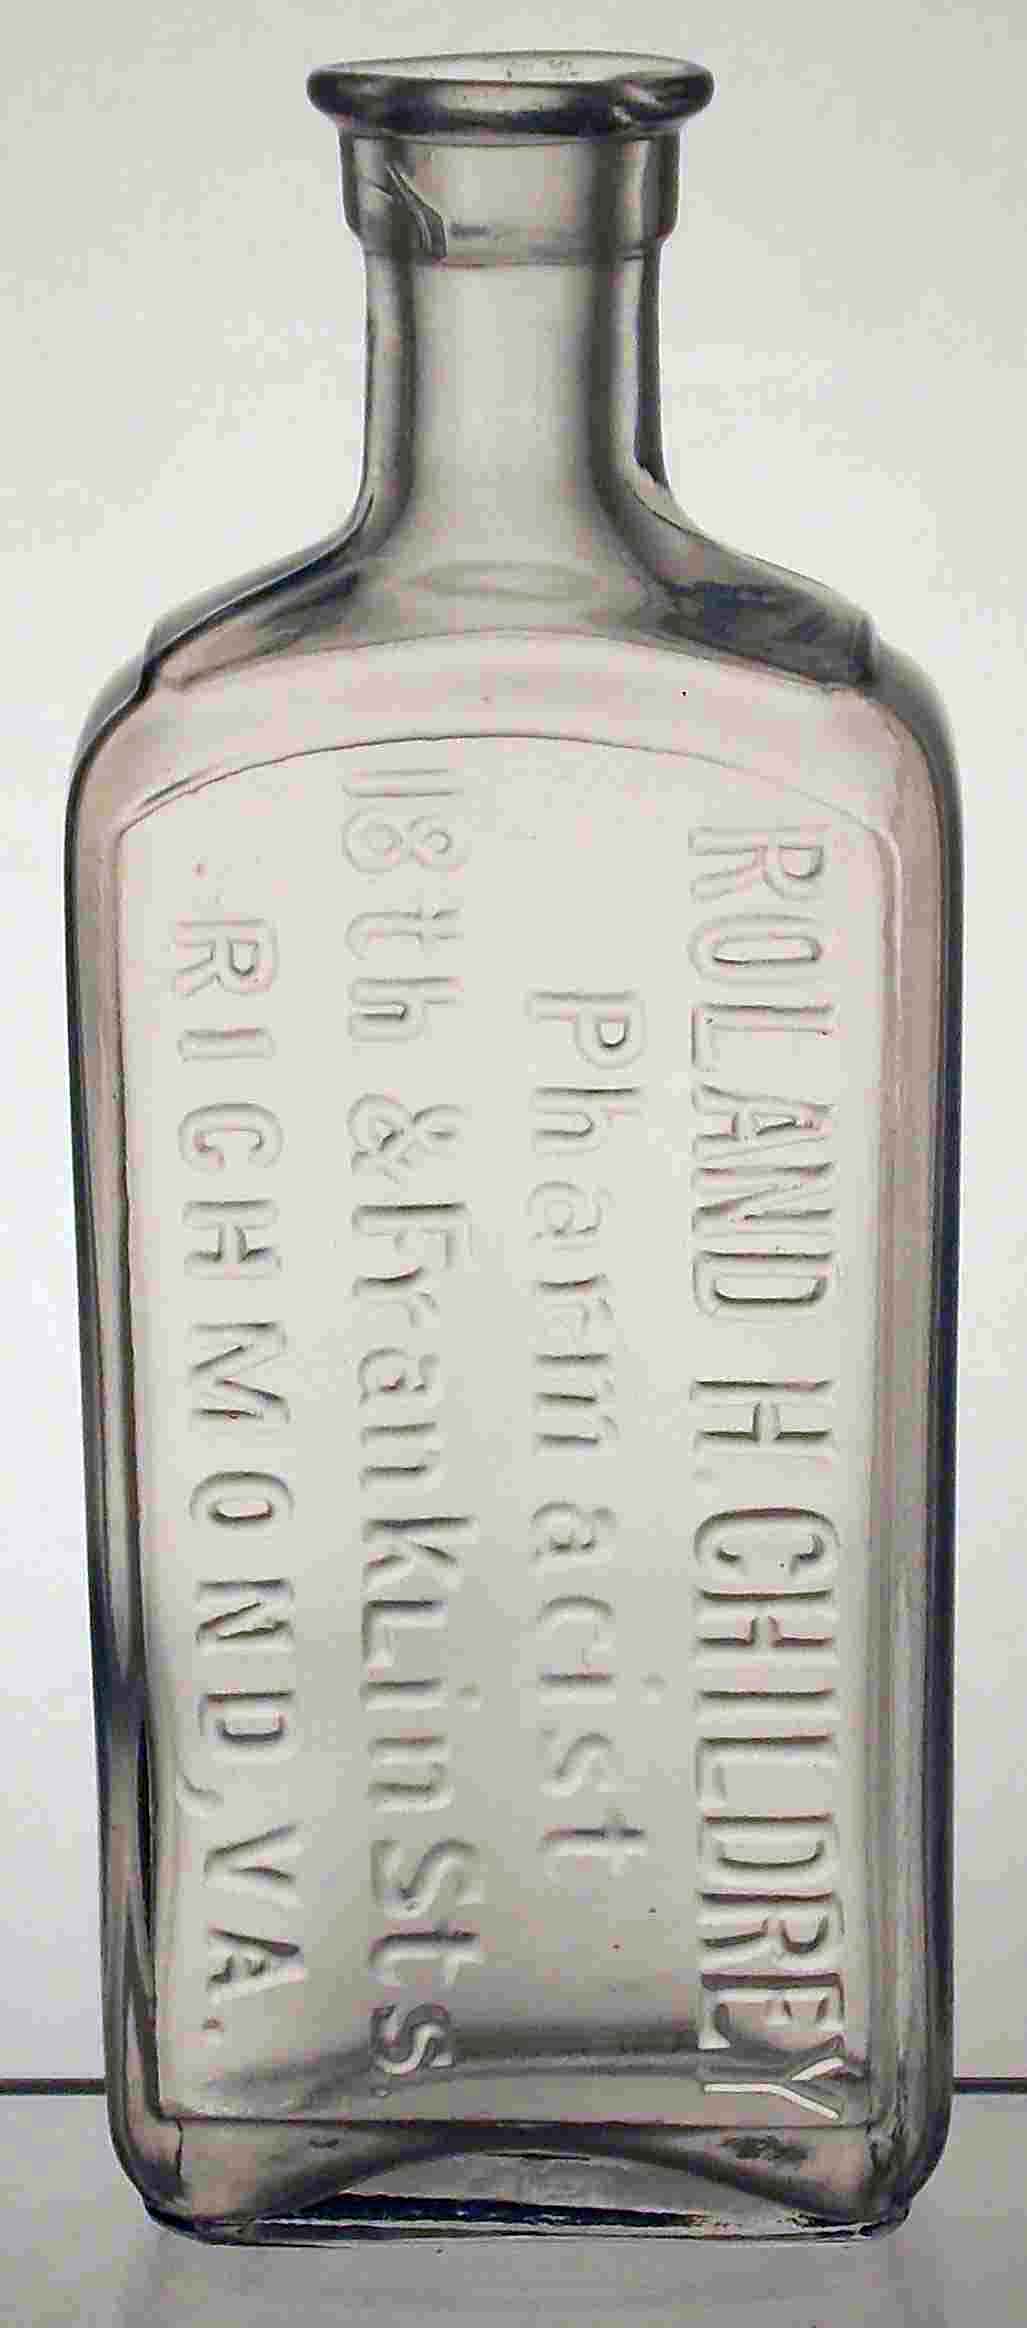 ROLAND H. CHILDREY
Pharmacist
18th & Franklin Sts.
RICHMOND, VA.